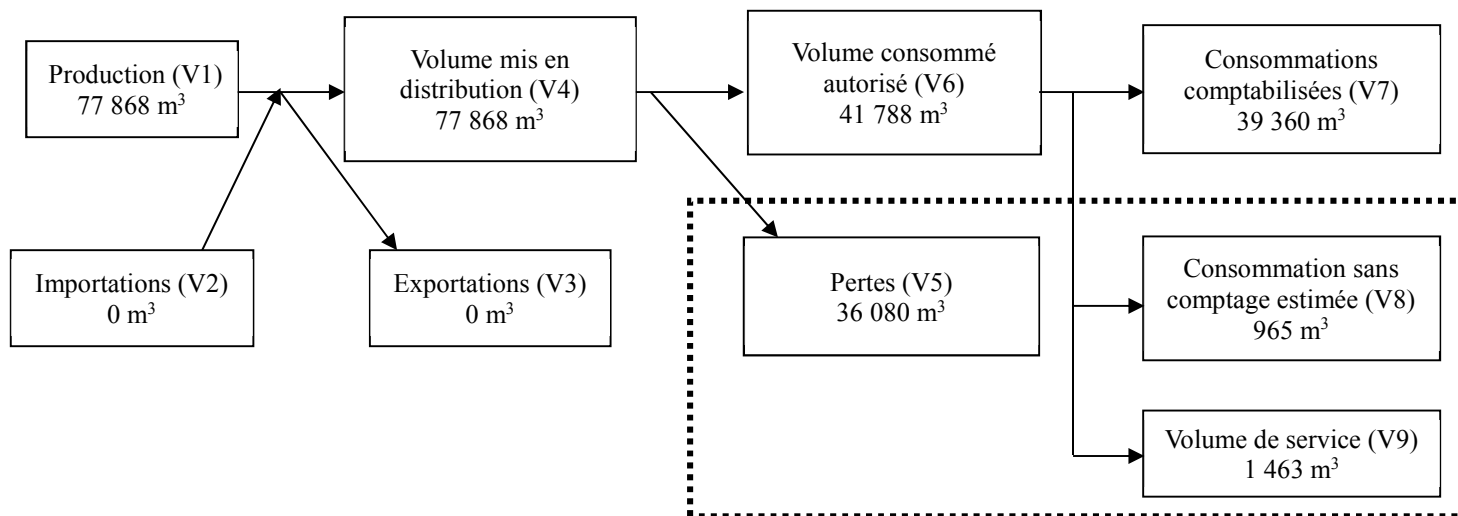 Production (V1)
77 868 m³
Volume mis en
distribution (V4)
77 868 m³
Volume consommé
autorisé (V6)
41 788 m³
Consommations
comptabilisées (V7)
39 360 m³
Importations (V2)
0 m³
Exportations (V3)
0 m³
Pertes (V5)
36 080 m³
Consommation sans
comptage estimée (V8)
965 m³
Volume de service (V9)
1 463 m³